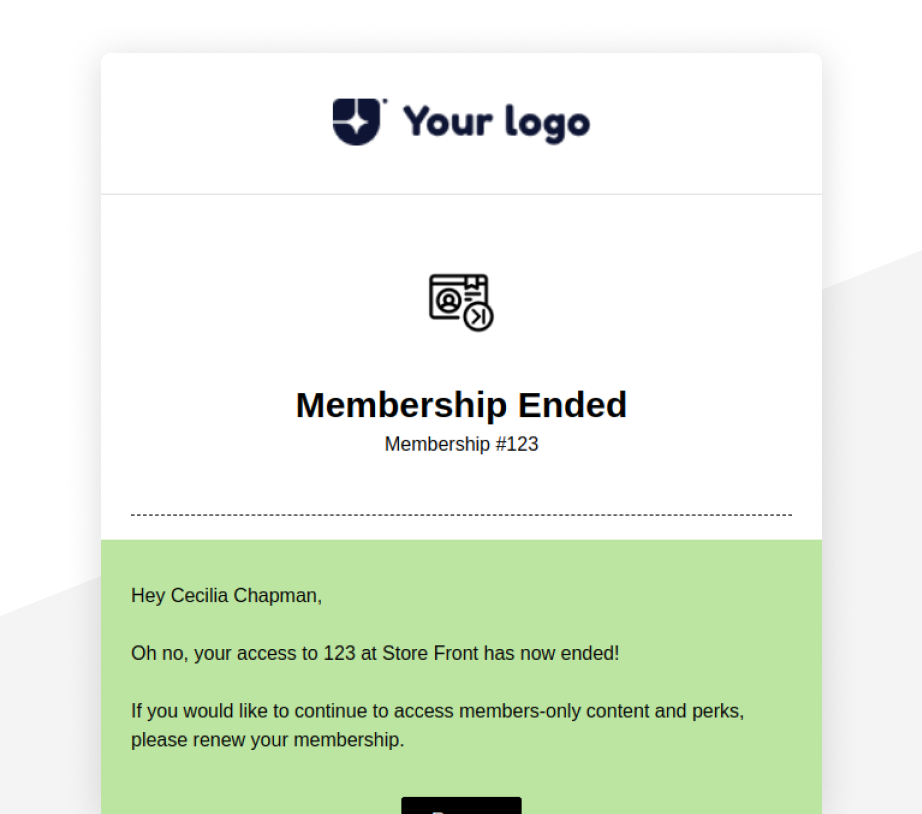 Your logo
Membership Ended
Membership #123
Hey Cecilia Chapman,
Oh no, your access to 123 at Store Front has now ended!
If you would like to continue to access members-only content and perks,
please renew your membership.